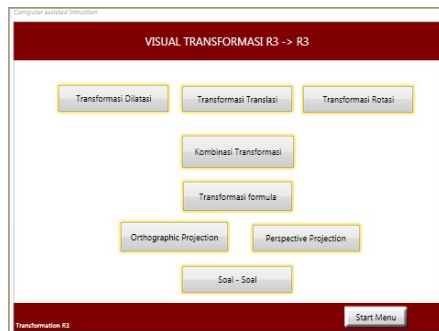 Computer assisted Intruction
VISUAL TRANSFORMASI R3 -> R3
Transformasi Dilatasi
Transformasi Translasi
Transformasi Rotasi
Kombinasi Transformasi
Transformasi formula
Orthographic Projection
Perspective Projection
Soal - Soal
Start Menu
Transformation R3